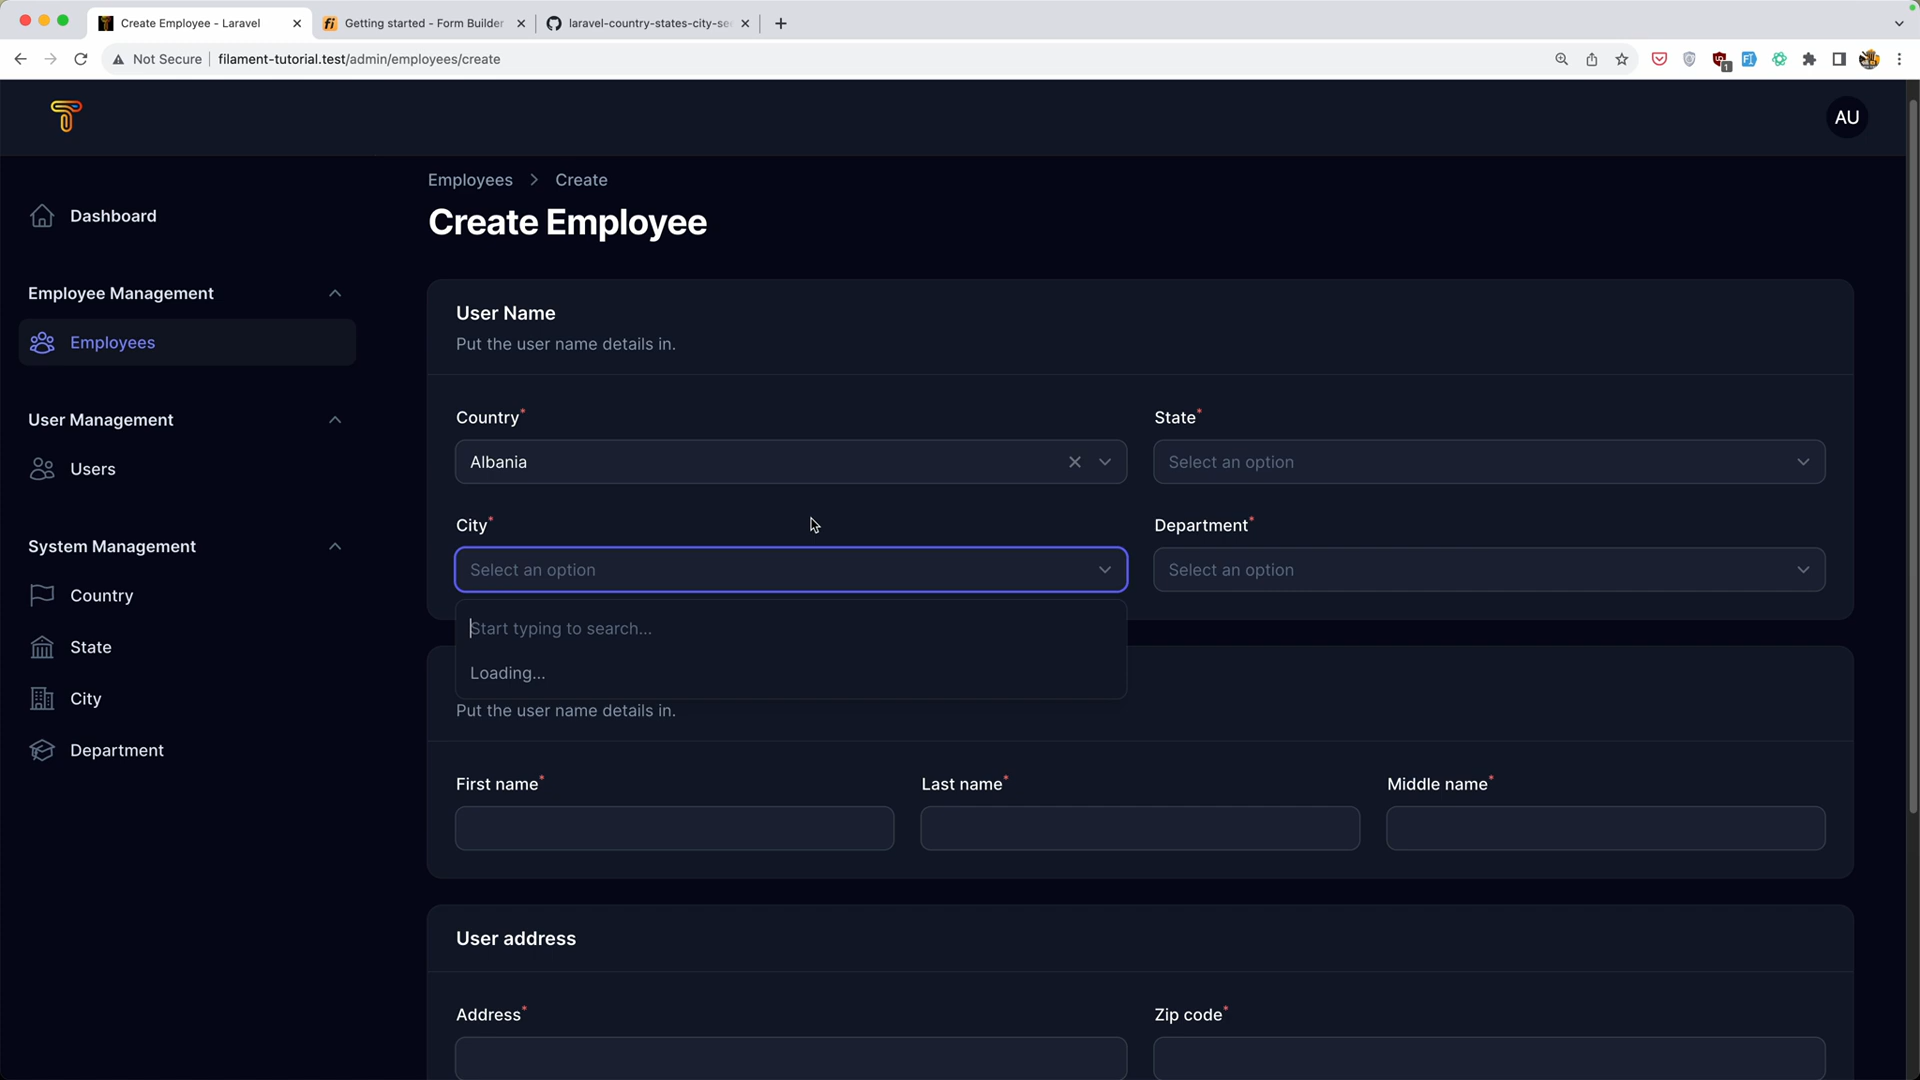 Create Employee - Laravel
Getting started - Form Builder
laravel-country-states-city-se
Not Secure
filament-tutorial.test/admin/employees/create
1
AU
Employees > Create
Create Employee
Dashboard
Employee Management
Employees
User Management
Users
System Management
Country
State
City
Department
User Name
Put the user name details in.
Country*
State*
Albania
Select an option
City*
Department*
Select an option
Select an option
Start typing to search...
Loading...
Put the user name details in.
First name*
Last name*
Middle name*
User address
Address*
Zip code*